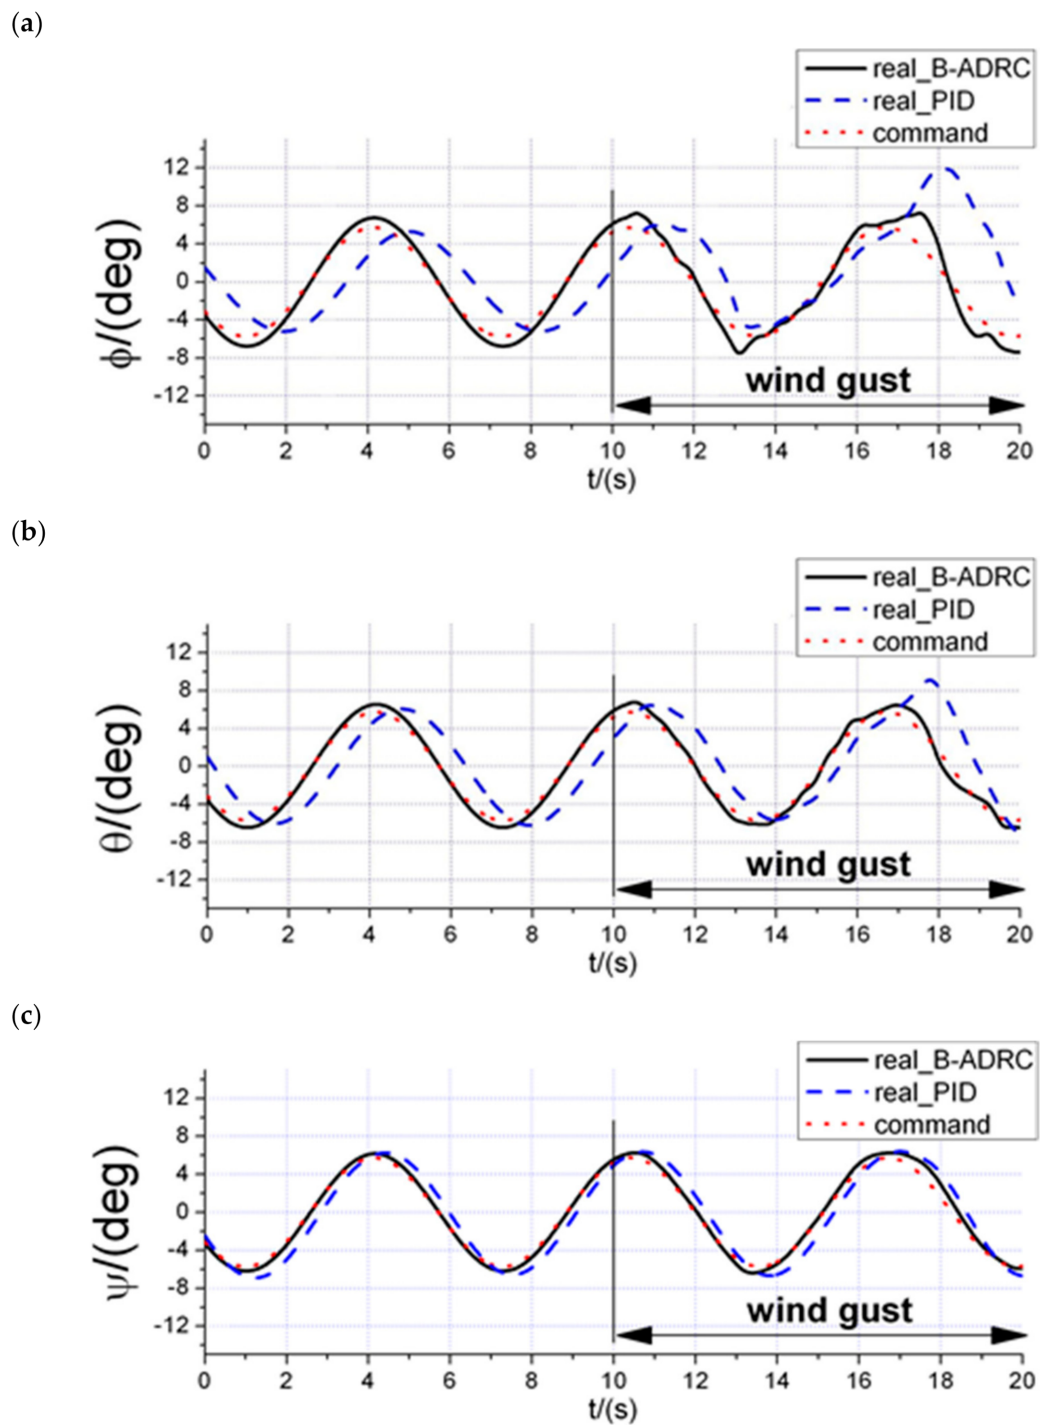 (a)
real_B-ADRC
real_PID
command
12
8
4
0
-4
-8
-12
ϕ/(deg)
wind gust
0 2 4 6 8 10 12 14 16 18 20
t/(s)
(b)
real_B-ADRC
real_PID
command
12
8
4
0
-4
-8
-12
θ/(deg)
wind gust
0 2 4 6 8 10 12 14 16 18 20
t/(s)
(c)
real_B-ADRC
real_PID
command
12
8
4
0
-4
-8
-12
ψ/(deg)
wind gust
0 2 4 6 8 10 12 14 16 18 20
t/(s)